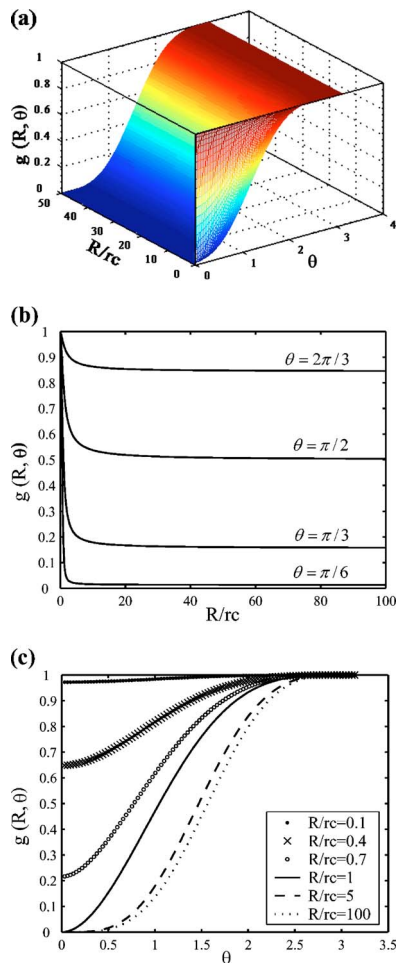 (a)
1
0.8
0.6
0.4
0.2
0
g (R, θ)
50
40
30
20
10
0
R/rc
0
1
2
3
4
θ
(b)
1
0.9
0.8
0.7
0.6
0.5
0.4
0.3
0.2
0.1
0
g (R, θ)
θ = 2π/3
θ = π/2
θ = π/3
θ = π/6
0 20 40 60 80 100
R/rc
(c)
1
0.9
0.8
0.7
0.6
0.5
0.4
0.3
0.2
0.1
0
g (R, θ)
R/rc=0.1
R/rc=0.4
R/rc=0.7
R/rc=1
R/rc=5
R/rc=100
0 0.5 1 1.5 2 2.5 3 3.5
θ